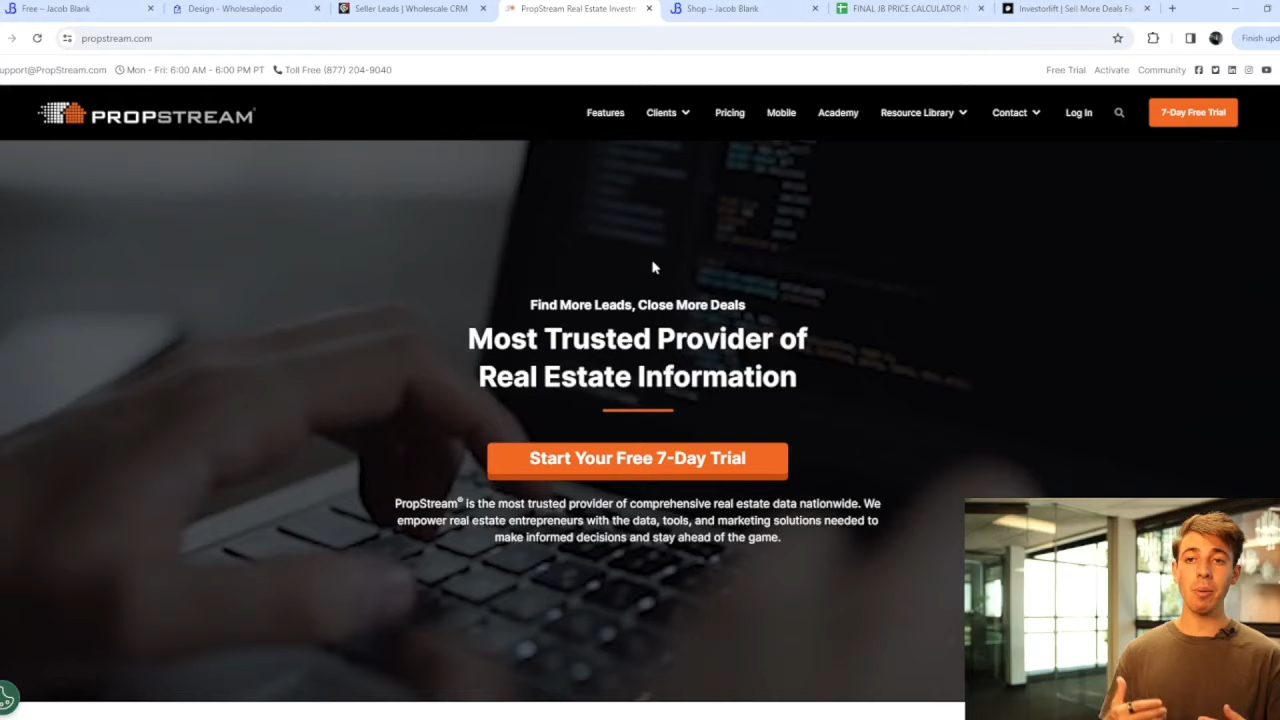 Free – Jacob Blank
Design - Wholesalepodio
Seller Leads | Wholesale CRM
PropStream Real Estate Investm
Shop – Jacob Blank
FINAL JB PRICE CALCULATOR
Investorlift | Sell More Deals Fa
propstream.com
Finish upd
upport@PropStream.com
Mon - Fri: 6:00 AM - 6:00 PM PT
Toll Free (877) 204-9040
Free Trial
Activate
Community
PROPSTREAM®
Features
Clients
Pricing
Mobile
Academy
Resource Library
Contact
Log In
7-Day Free Trial
Find More Leads, Close More Deals
Most Trusted Provider of
Real Estate Information
Start Your Free 7-Day Trial
PropStream® is the most trusted provider of comprehensive real estate data nationwide. We
empower real estate entrepreneurs with the data, tools, and marketing solutions needed to
make informed decisions and stay ahead of the game.